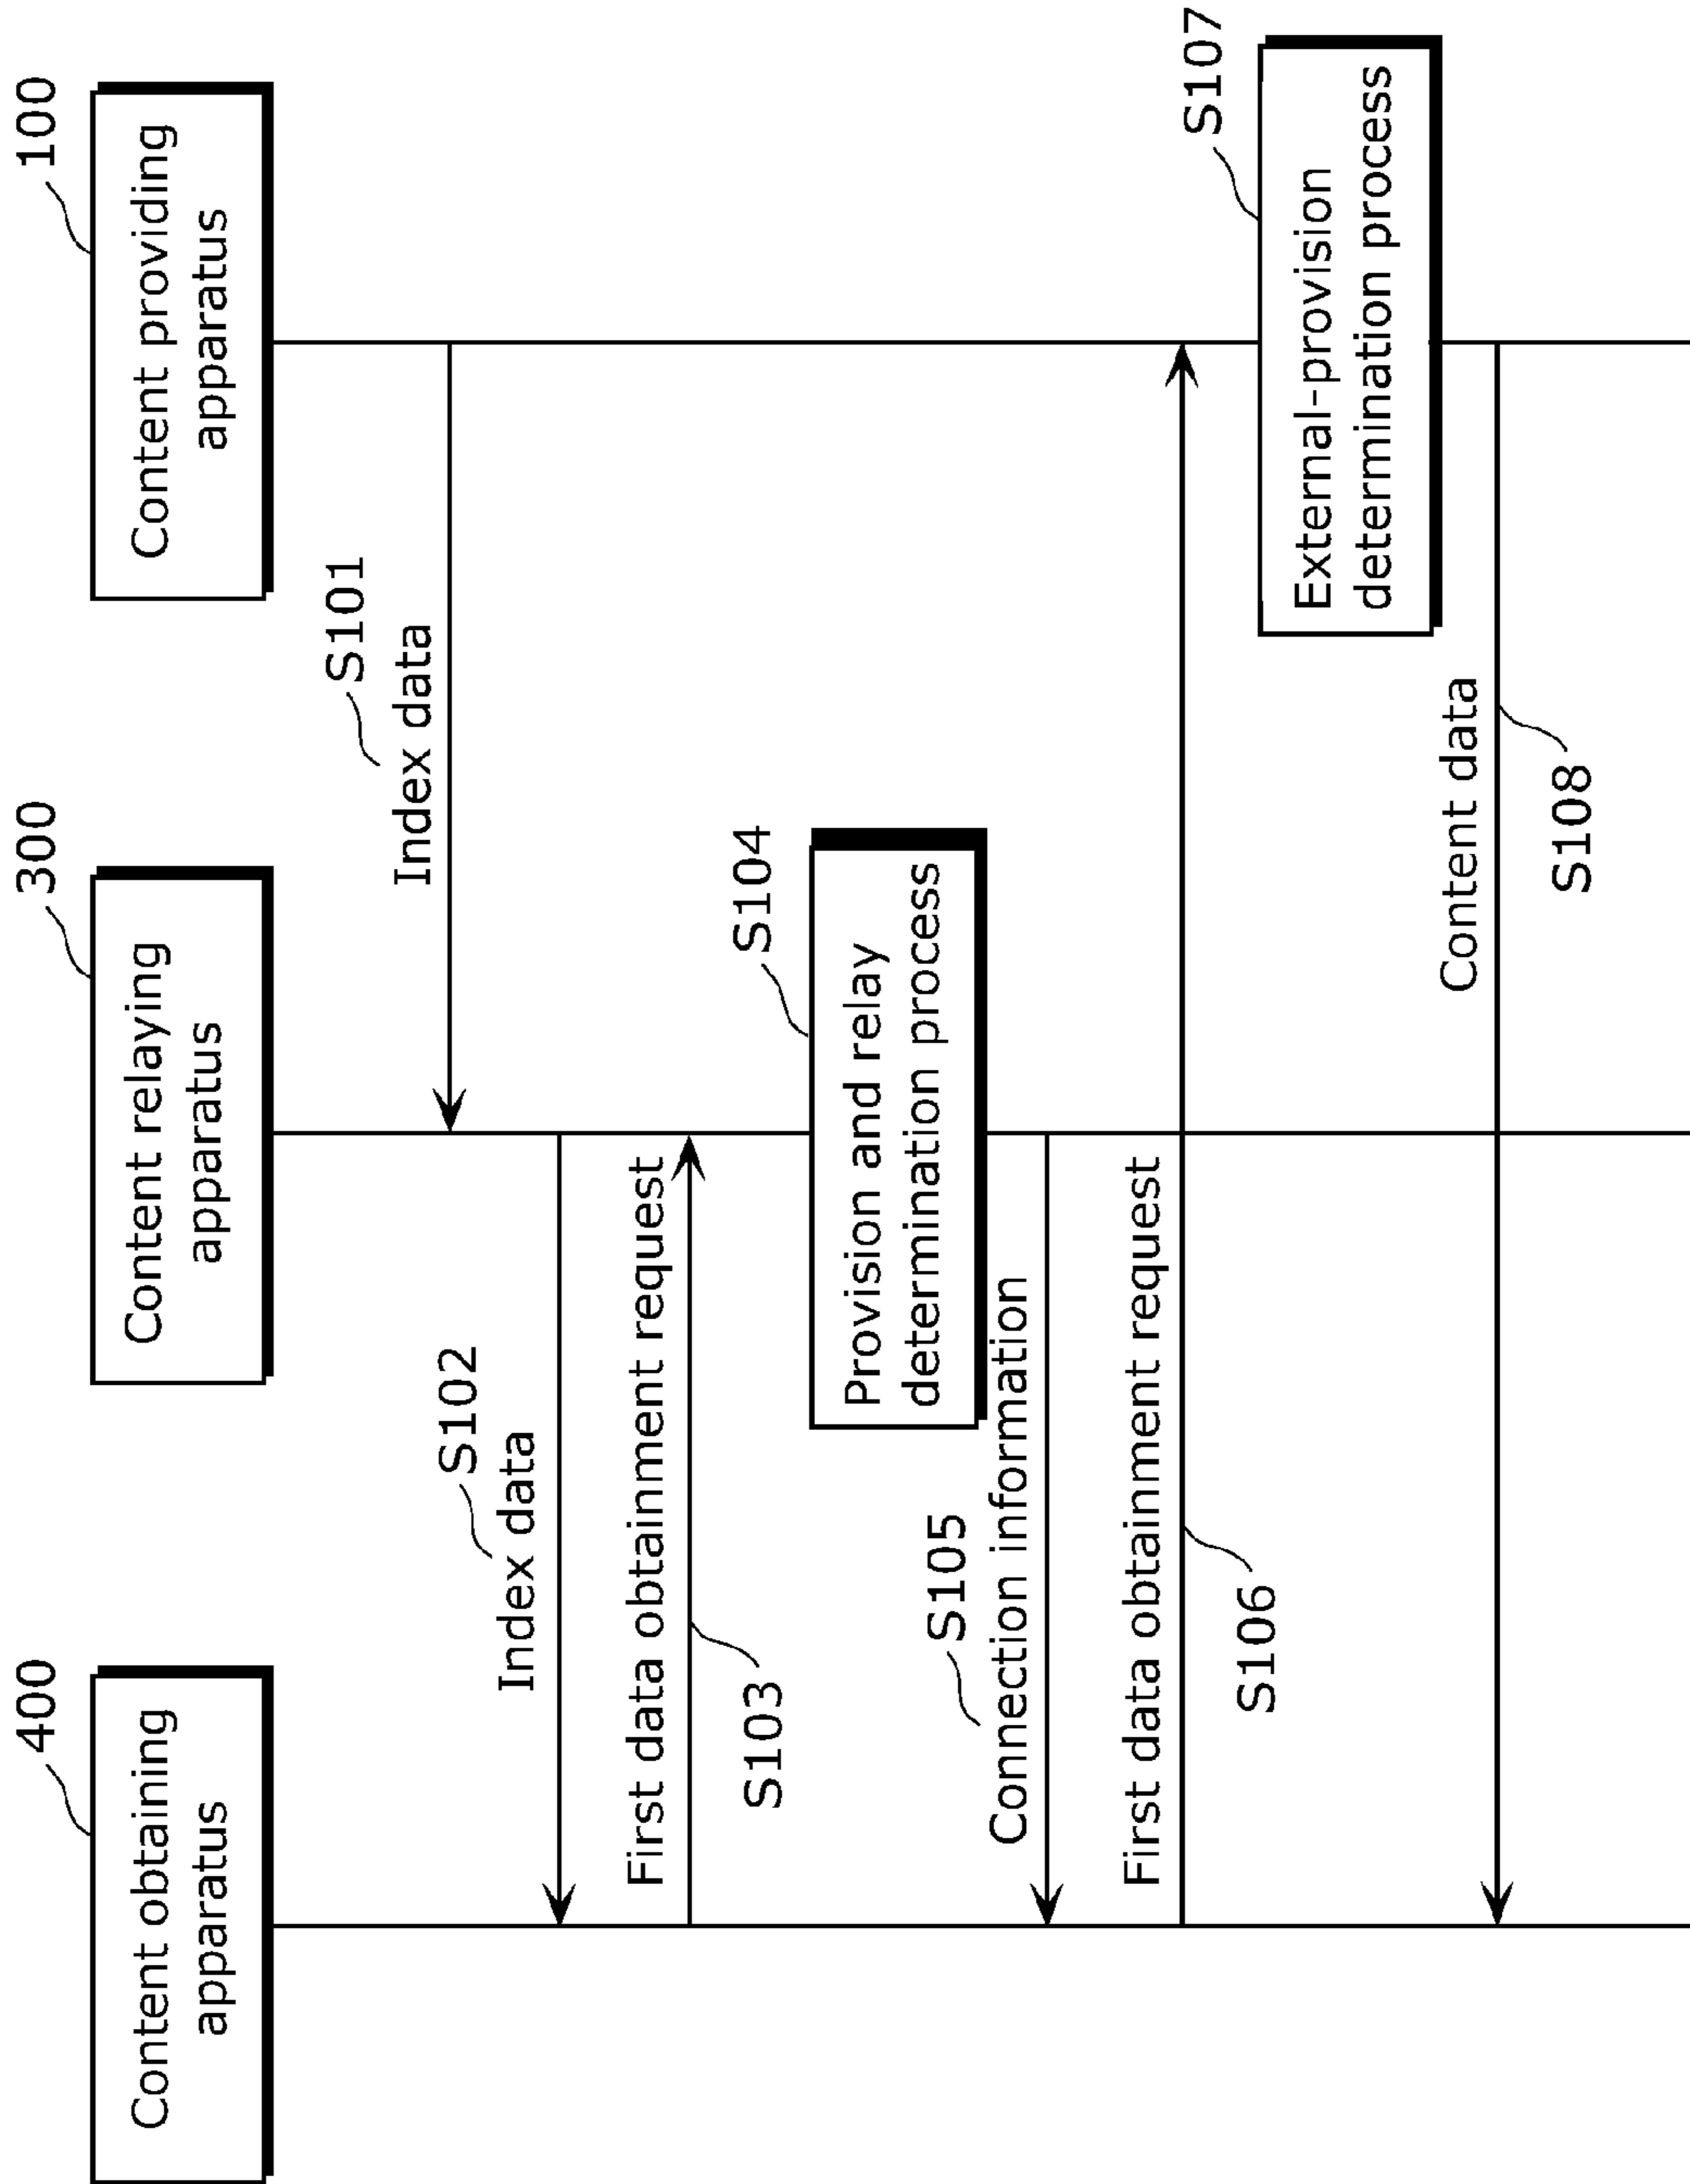 400
Content obtaining
apparatus
300
Content relaying
apparatus
100
Content providing
apparatus
S101
Index data
S102
Index data
First data obtainment request
S103
S104
Provision and relay
determination process
S105
Connection information
First data obtainment request
S106
S107
External-provision
determination process
Content data
S108